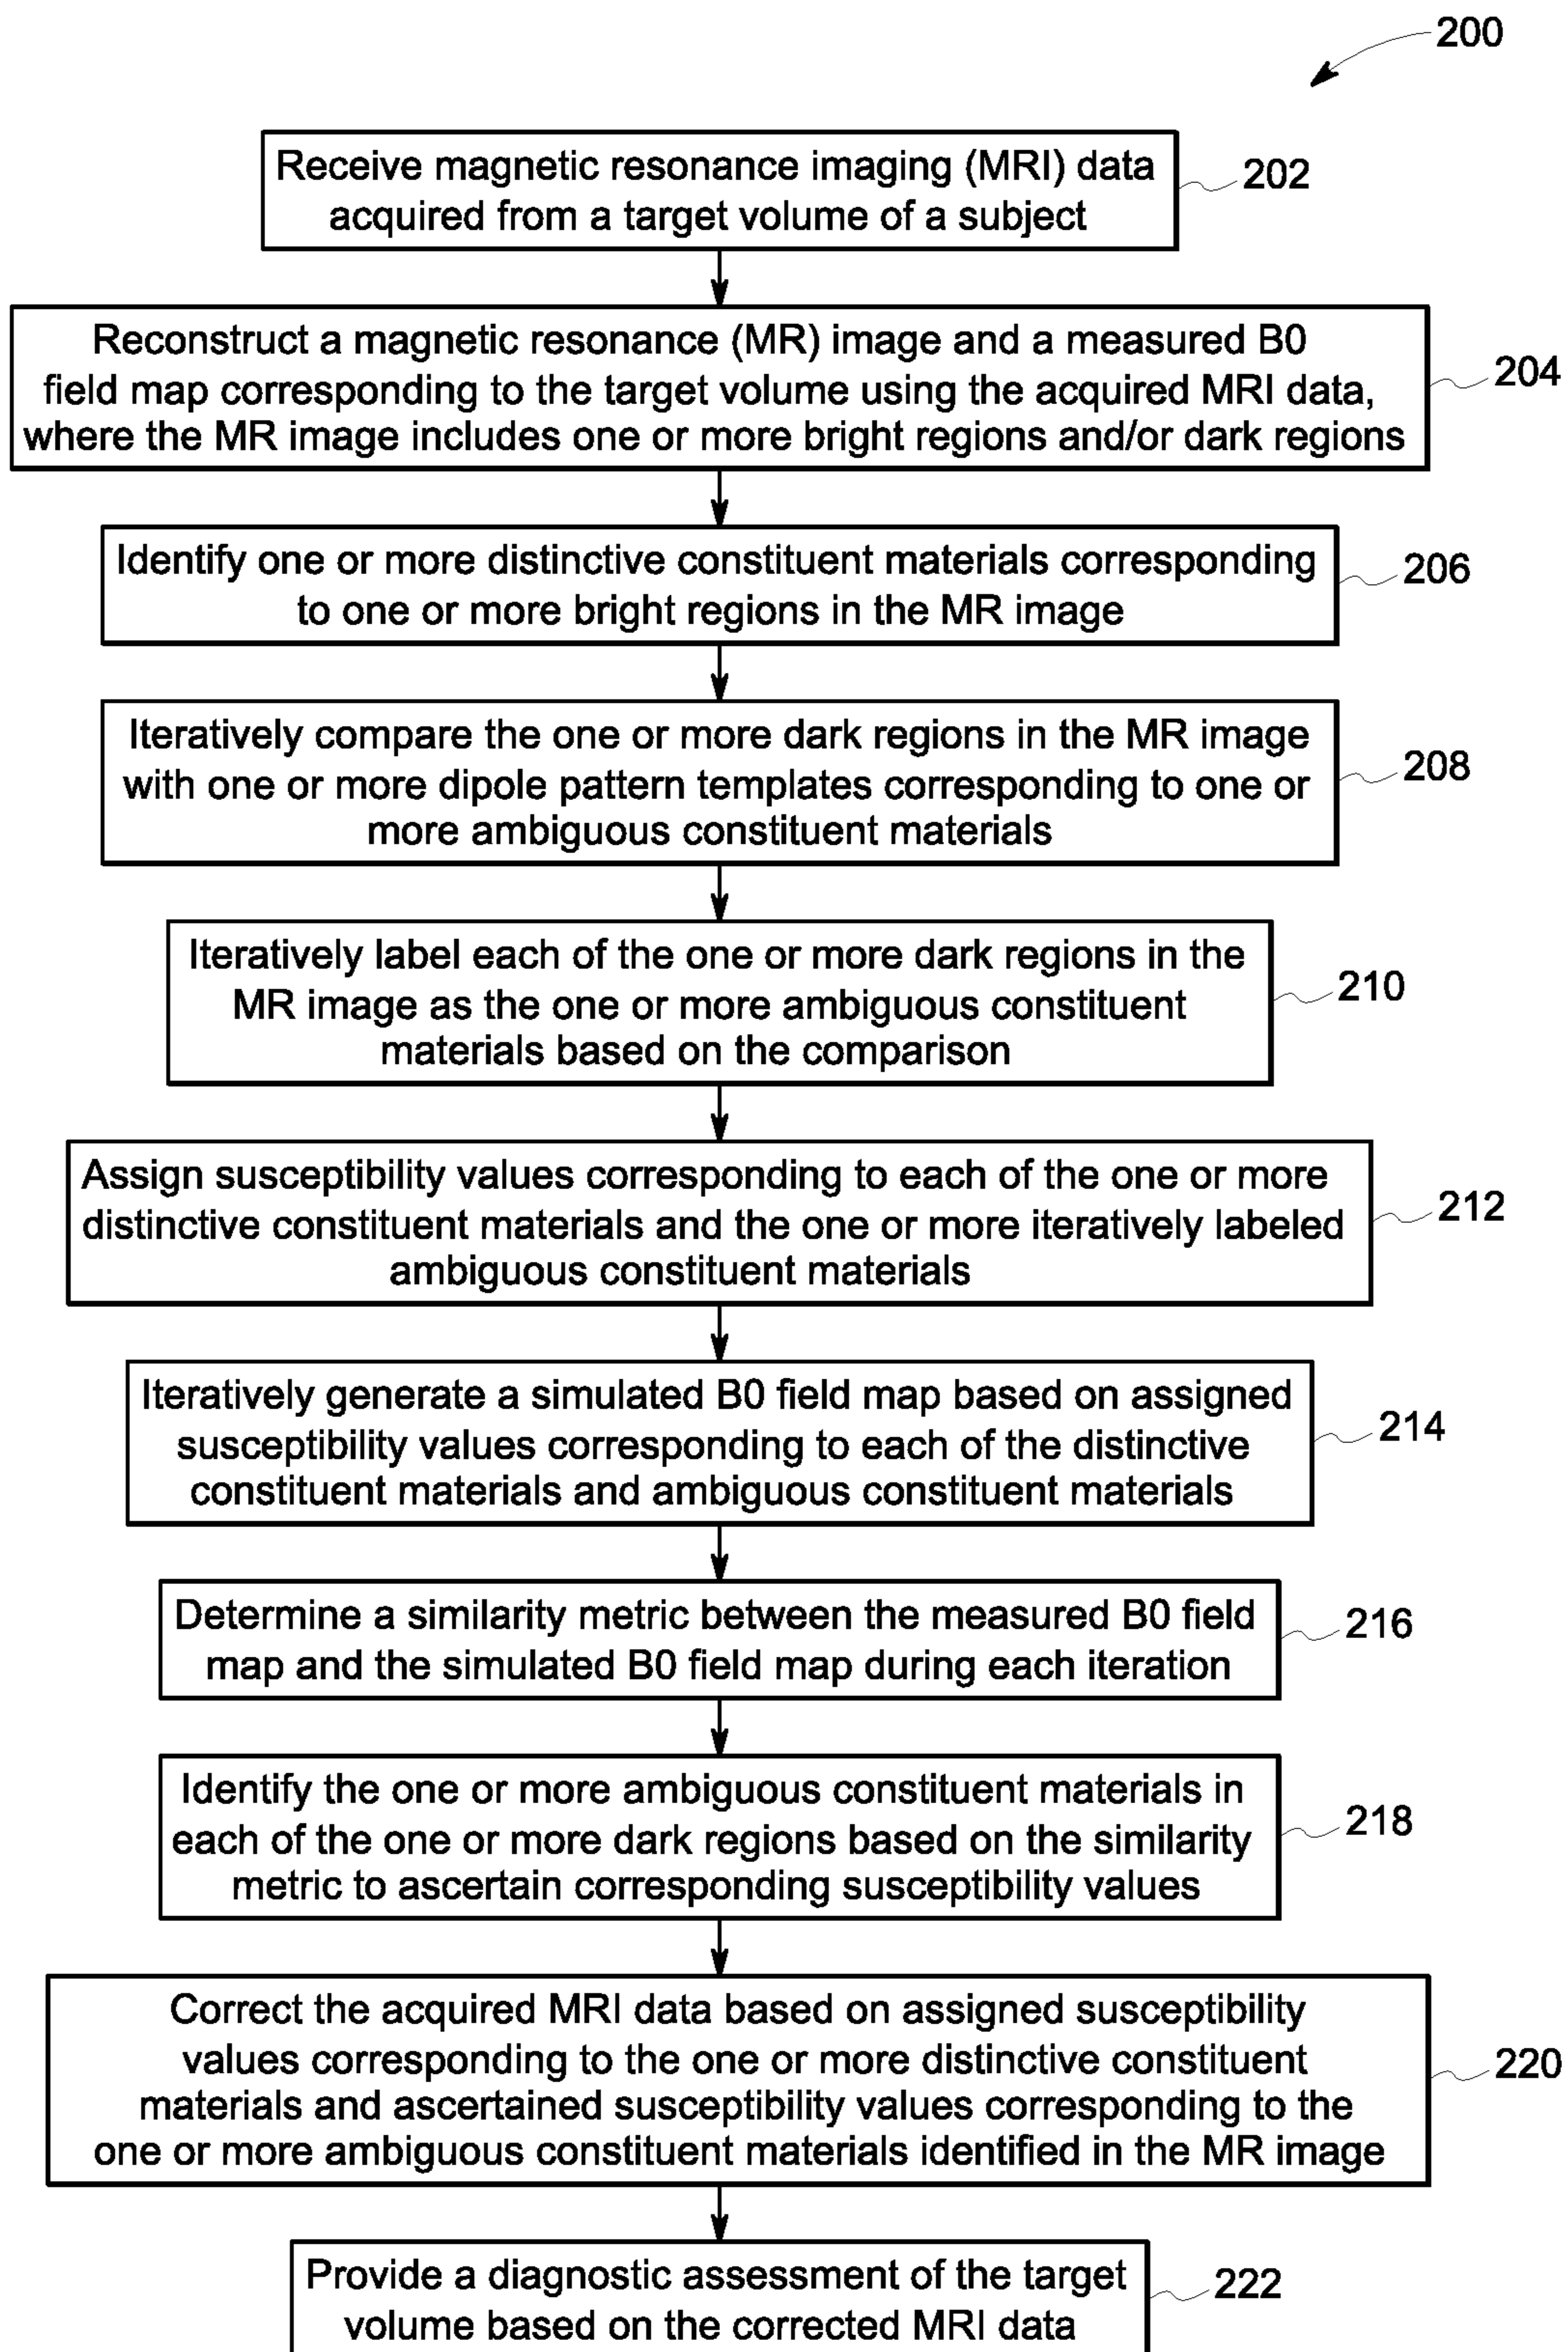 200
Receive magnetic resonance imaging (MRI) data
acquired from a target volume of a subject
202
Reconstruct a magnetic resonance (MR) image and a measured B0
field map corresponding to the target volume using the acquired MRI data,
where the MR image includes one or more bright regions and/or dark regions
204
Identify one or more distinctive constituent materials corresponding
to one or more bright regions in the MR image
206
Iteratively compare the one or more dark regions in the MR image
with one or more dipole pattern templates corresponding to one or
more ambiguous constituent materials
208
Iteratively label each of the one or more dark regions in the
MR image as the one or more ambiguous constituent
materials based on the comparison
210
Assign susceptibility values corresponding to each of the one or more
distinctive constituent materials and the one or more iteratively labeled
ambiguous constituent materials
212
Iteratively generate a simulated B0 field map based on assigned
susceptibility values corresponding to each of the distinctive
constituent materials and ambiguous constituent materials
214
Determine a similarity metric between the measured B0 field
map and the simulated B0 field map during each iteration
216
Identify the one or more ambiguous constituent materials in
each of the one or more dark regions based on the similarity
metric to ascertain corresponding susceptibility values
218
Correct the acquired MRI data based on assigned susceptibility
values corresponding to the one or more distinctive constituent
materials and ascertained susceptibility values corresponding to the
one or more ambiguous constituent materials identified in the MR image
220
Provide a diagnostic assessment of the target
volume based on the corrected MRI data
222